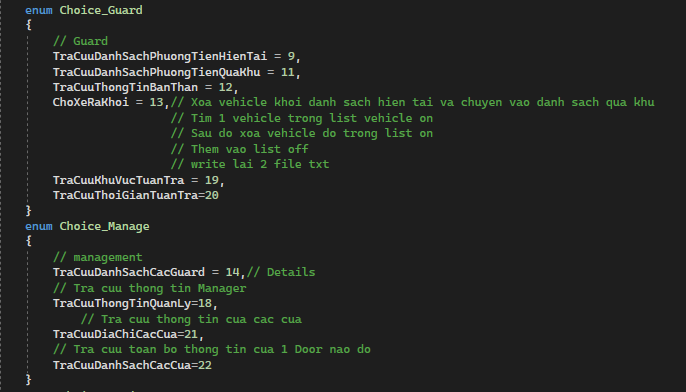 enum Choice_Guard
{
// Guard
TraCuuDanhSachPhuongTienHienTai = 9,
TraCuuDanhSachPhuongTienQuaKhu = 11,
TraCuuThongTinBanThan = 12,
ChoXeRaKhoi = 13,// Xoa vehicle khoi danh sach hien tai va chuyen vao danh sach qua khu
// Tim 1 vehicle trong list vehicle on
// Sau do xoa vehicle do trong list on
// Them vao list off
// write lai 2 file txt
TraCuuKhuVucTuanTra = 19,
TraCuuThoiGianTuanTra=20
}
enum Choice_Manage
{
// management
TraCuuDanhSachCacGuard = 14,// Details
// Tra cuu thong tin Manager
TraCuuThongTinQuanLy=18,
// Tra cuu thong tin cua cac cua
TraCuuDiaChiCacCua=21,
// Tra cuu toan bo thong tin cua 1 Door nao do
TraCuuDanhSachCacCua=22
}